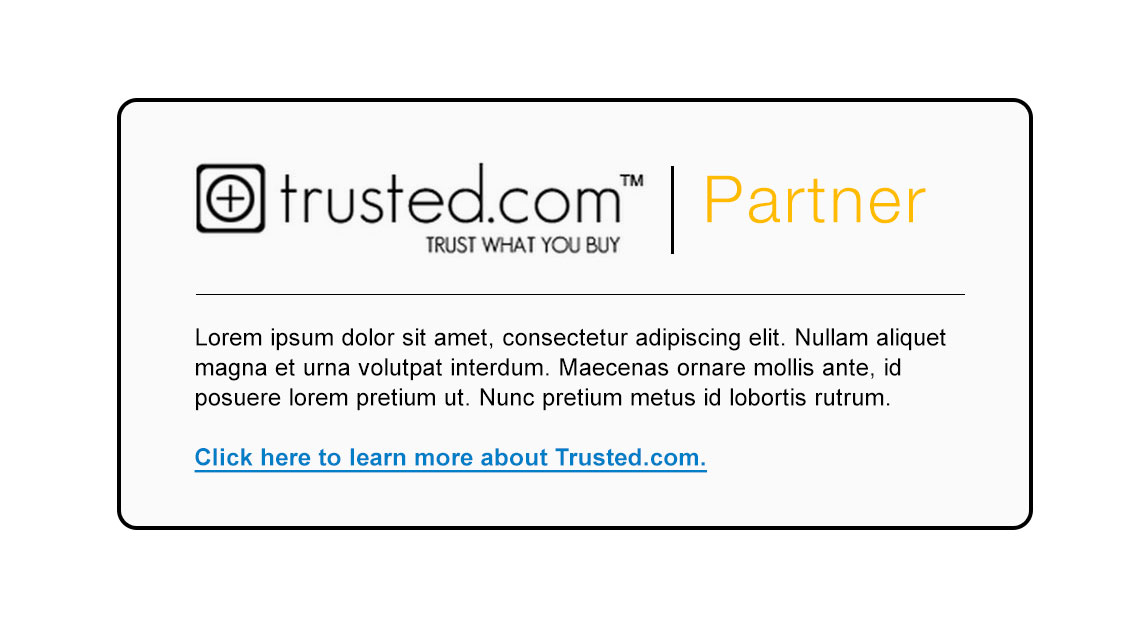 trusted.com™ | Partner
TRUST WHAT YOU BUY
Lorem ipsum dolor sit amet, consectetur adipiscing elit. Nullam aliquet
magna et urna volutpat interdum. Maecenas ornare mollis ante, id
posuere lorem pretium ut. Nunc pretium metus id lobortis rutrum.
Click here to learn more about Trusted.com.